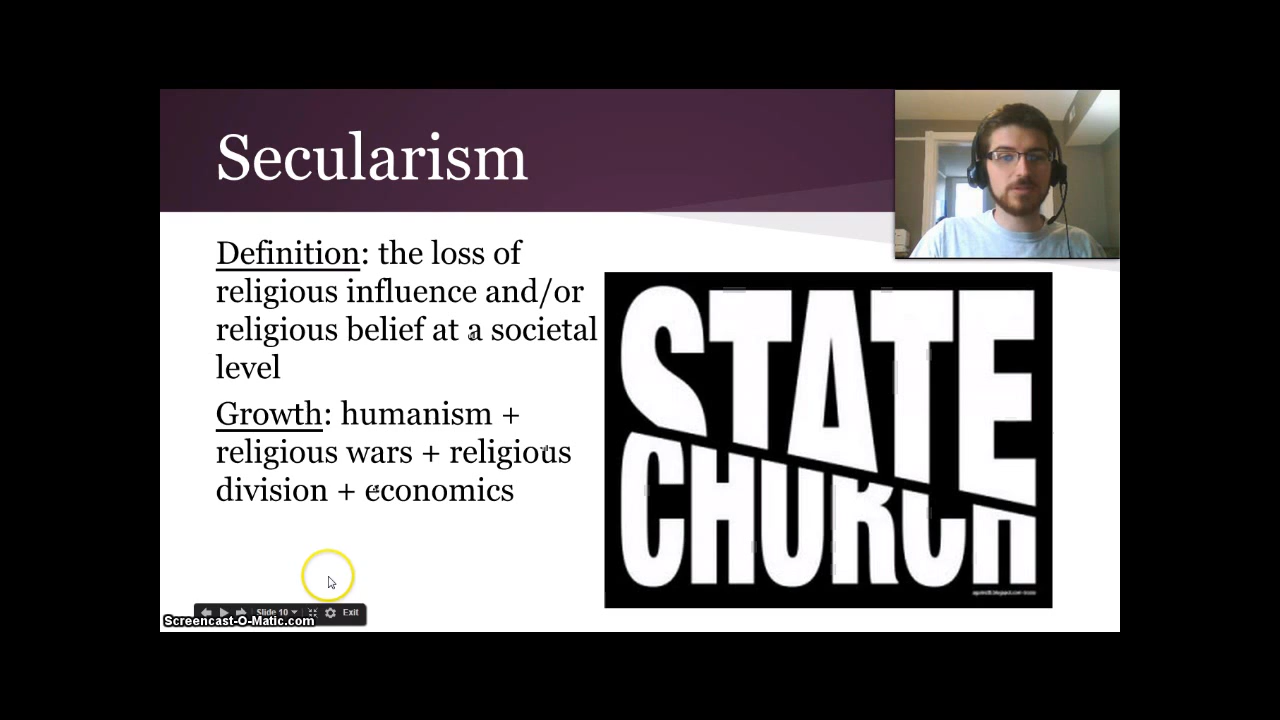 Secularism
Definition: the loss of
religious influence and/or
religious belief at a societal
level
Growth: humanism +
religious wars + religious
division + economics
STATE
CHURCH
Slide 10
Exit
Screencast-O-Matic.com